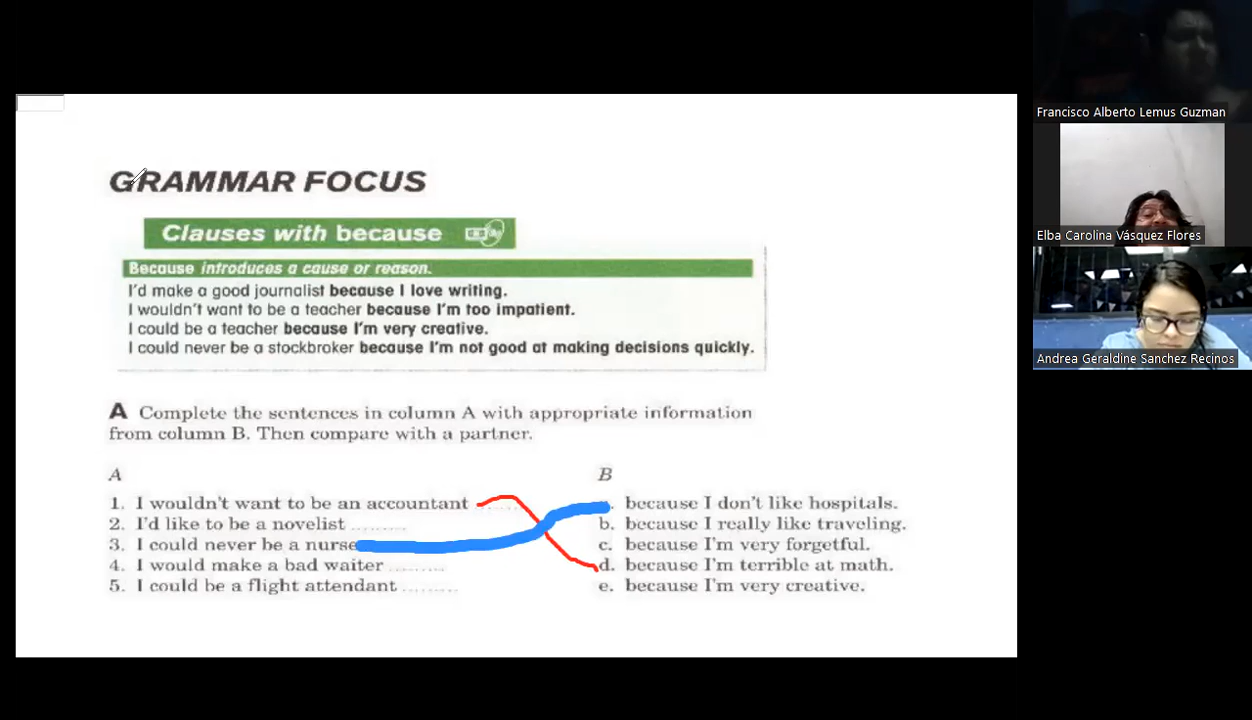 GRAMMAR FOCUS
Clauses with because
Because introduces a cause or reason.
I'd make a good journalist because I love writing.
I wouldn't want to be a teacher because I'm too impatient.
I could be a teacher because I'm very creative.
I could never be a stockbroker because I'm not good at making decisions quickly.
A Complete the sentences in column A with appropriate information
from column B. Then compare with a partner.
A
1. I wouldn't want to be an accountant ........
2. I'd like to be a novelist ..........
3. I could never be a nurse
4. I would make a bad waiter ..........
5. I could be a flight attendant ..........
B
. because I don't like hospitals.
b. because I really like traveling.
c. because I'm very forgetful.
d. because I'm terrible at math.
e. because I'm very creative.
Francisco Alberto Lemus Guzman
Elba Carolina Vásquez Flores
Andrea Geraldine Sanchez Recinos